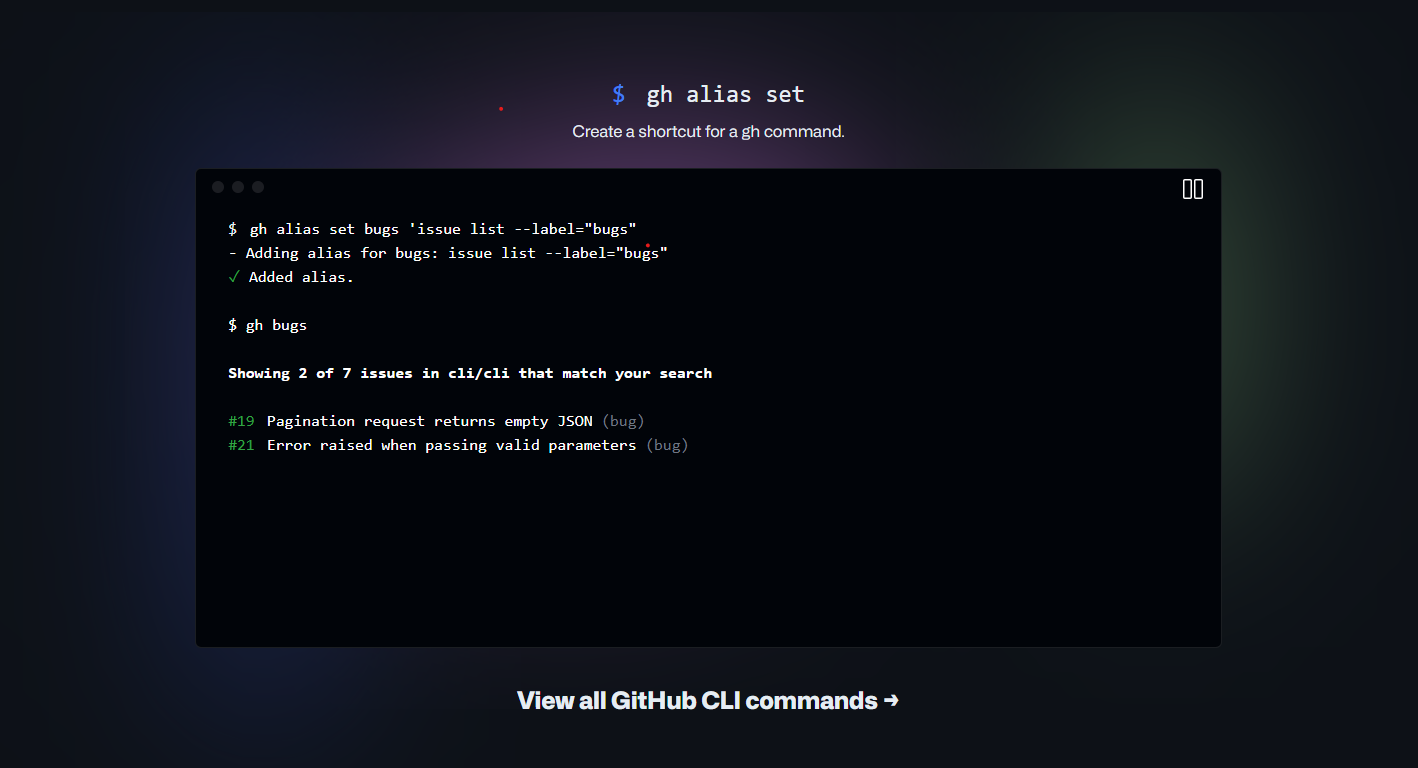 $ gh alias set
Create a shortcut for a gh command.
$ gh alias set bugs 'issue list --label="bugs"
- Adding alias for bugs: issue list --label="bugs"
✓ Added alias.
$ gh bugs
Showing 2 of 7 issues in cli/cli that match your search
#19 Pagination request returns empty JSON (bug)
#21 Error raised when passing valid parameters (bug)
View all GitHub CLI commands →